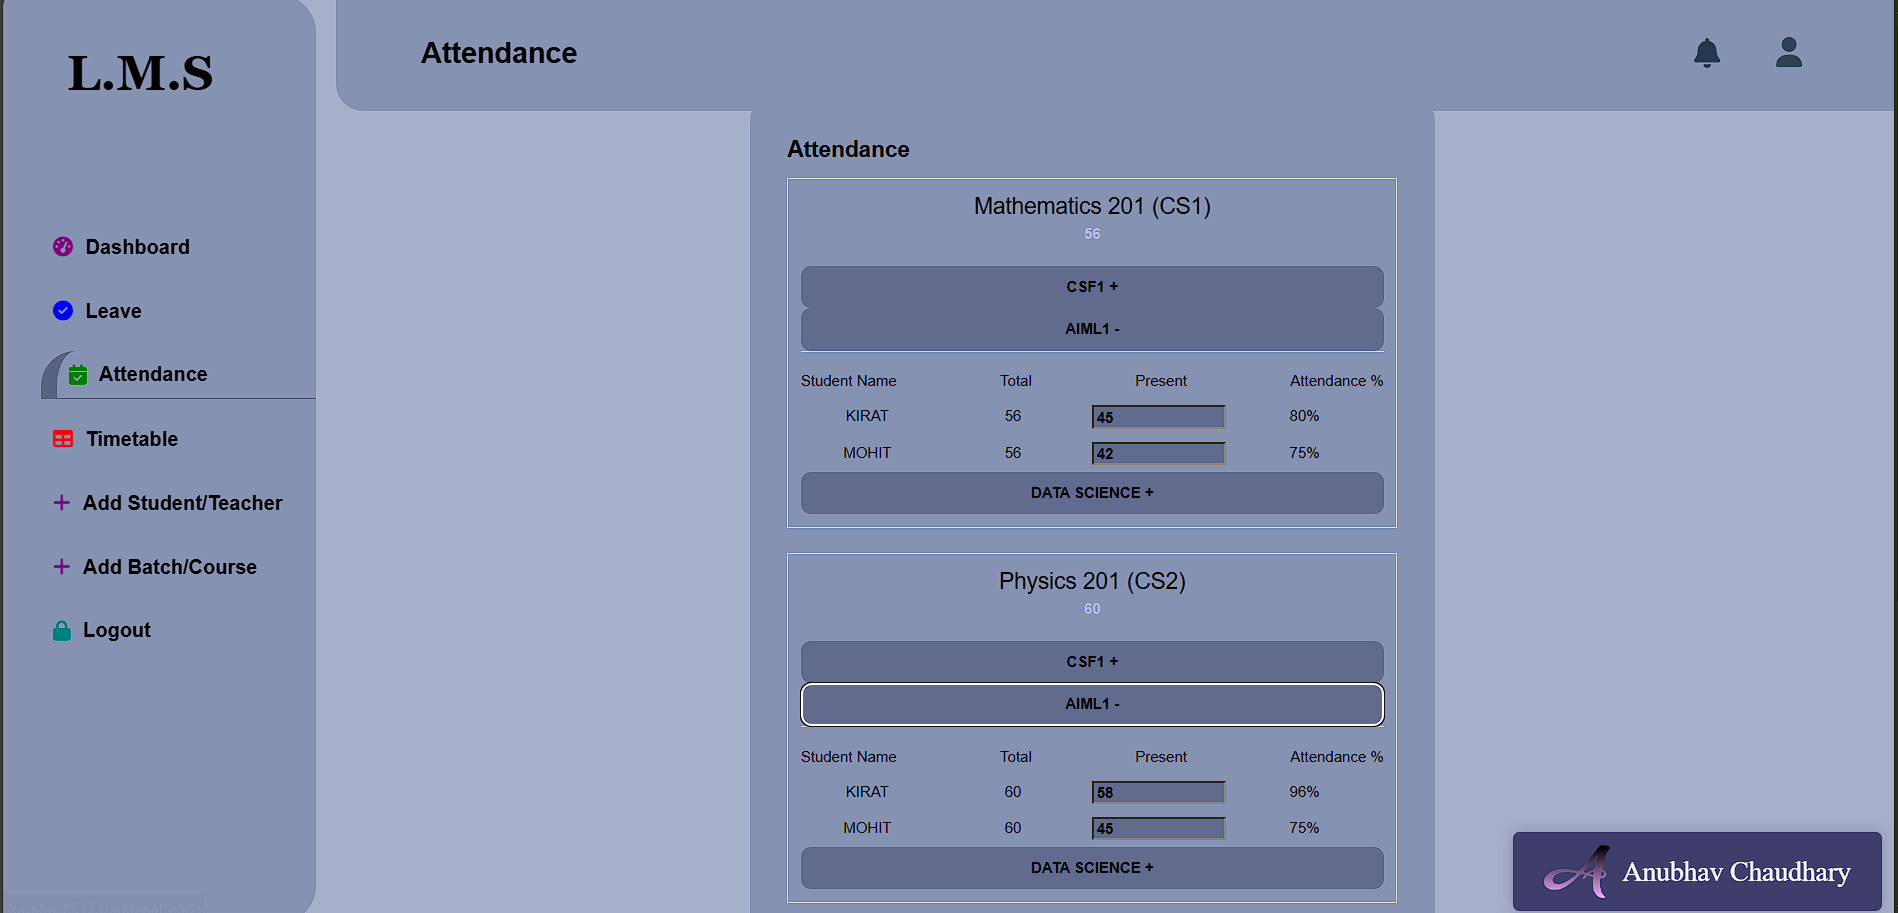 L.M.S
Dashboard
Leave
Attendance
Timetable
Add Student/Teacher
Add Batch/Course
Logout
Attendance
Attendance
Mathematics 201 (CS1)
56
CSF1 +
AIML1 -
Student Name Total Present Attendance %
KIRAT 56 45 80%
MOHIT 56 42 75%
DATA SCIENCE +
Physics 201 (CS2)
60
CSF1 +
AIML1 -
Student Name Total Present Attendance %
KIRAT 60 58 96%
MOHIT 60 45 75%
DATA SCIENCE +
Anubhav Chaudhary